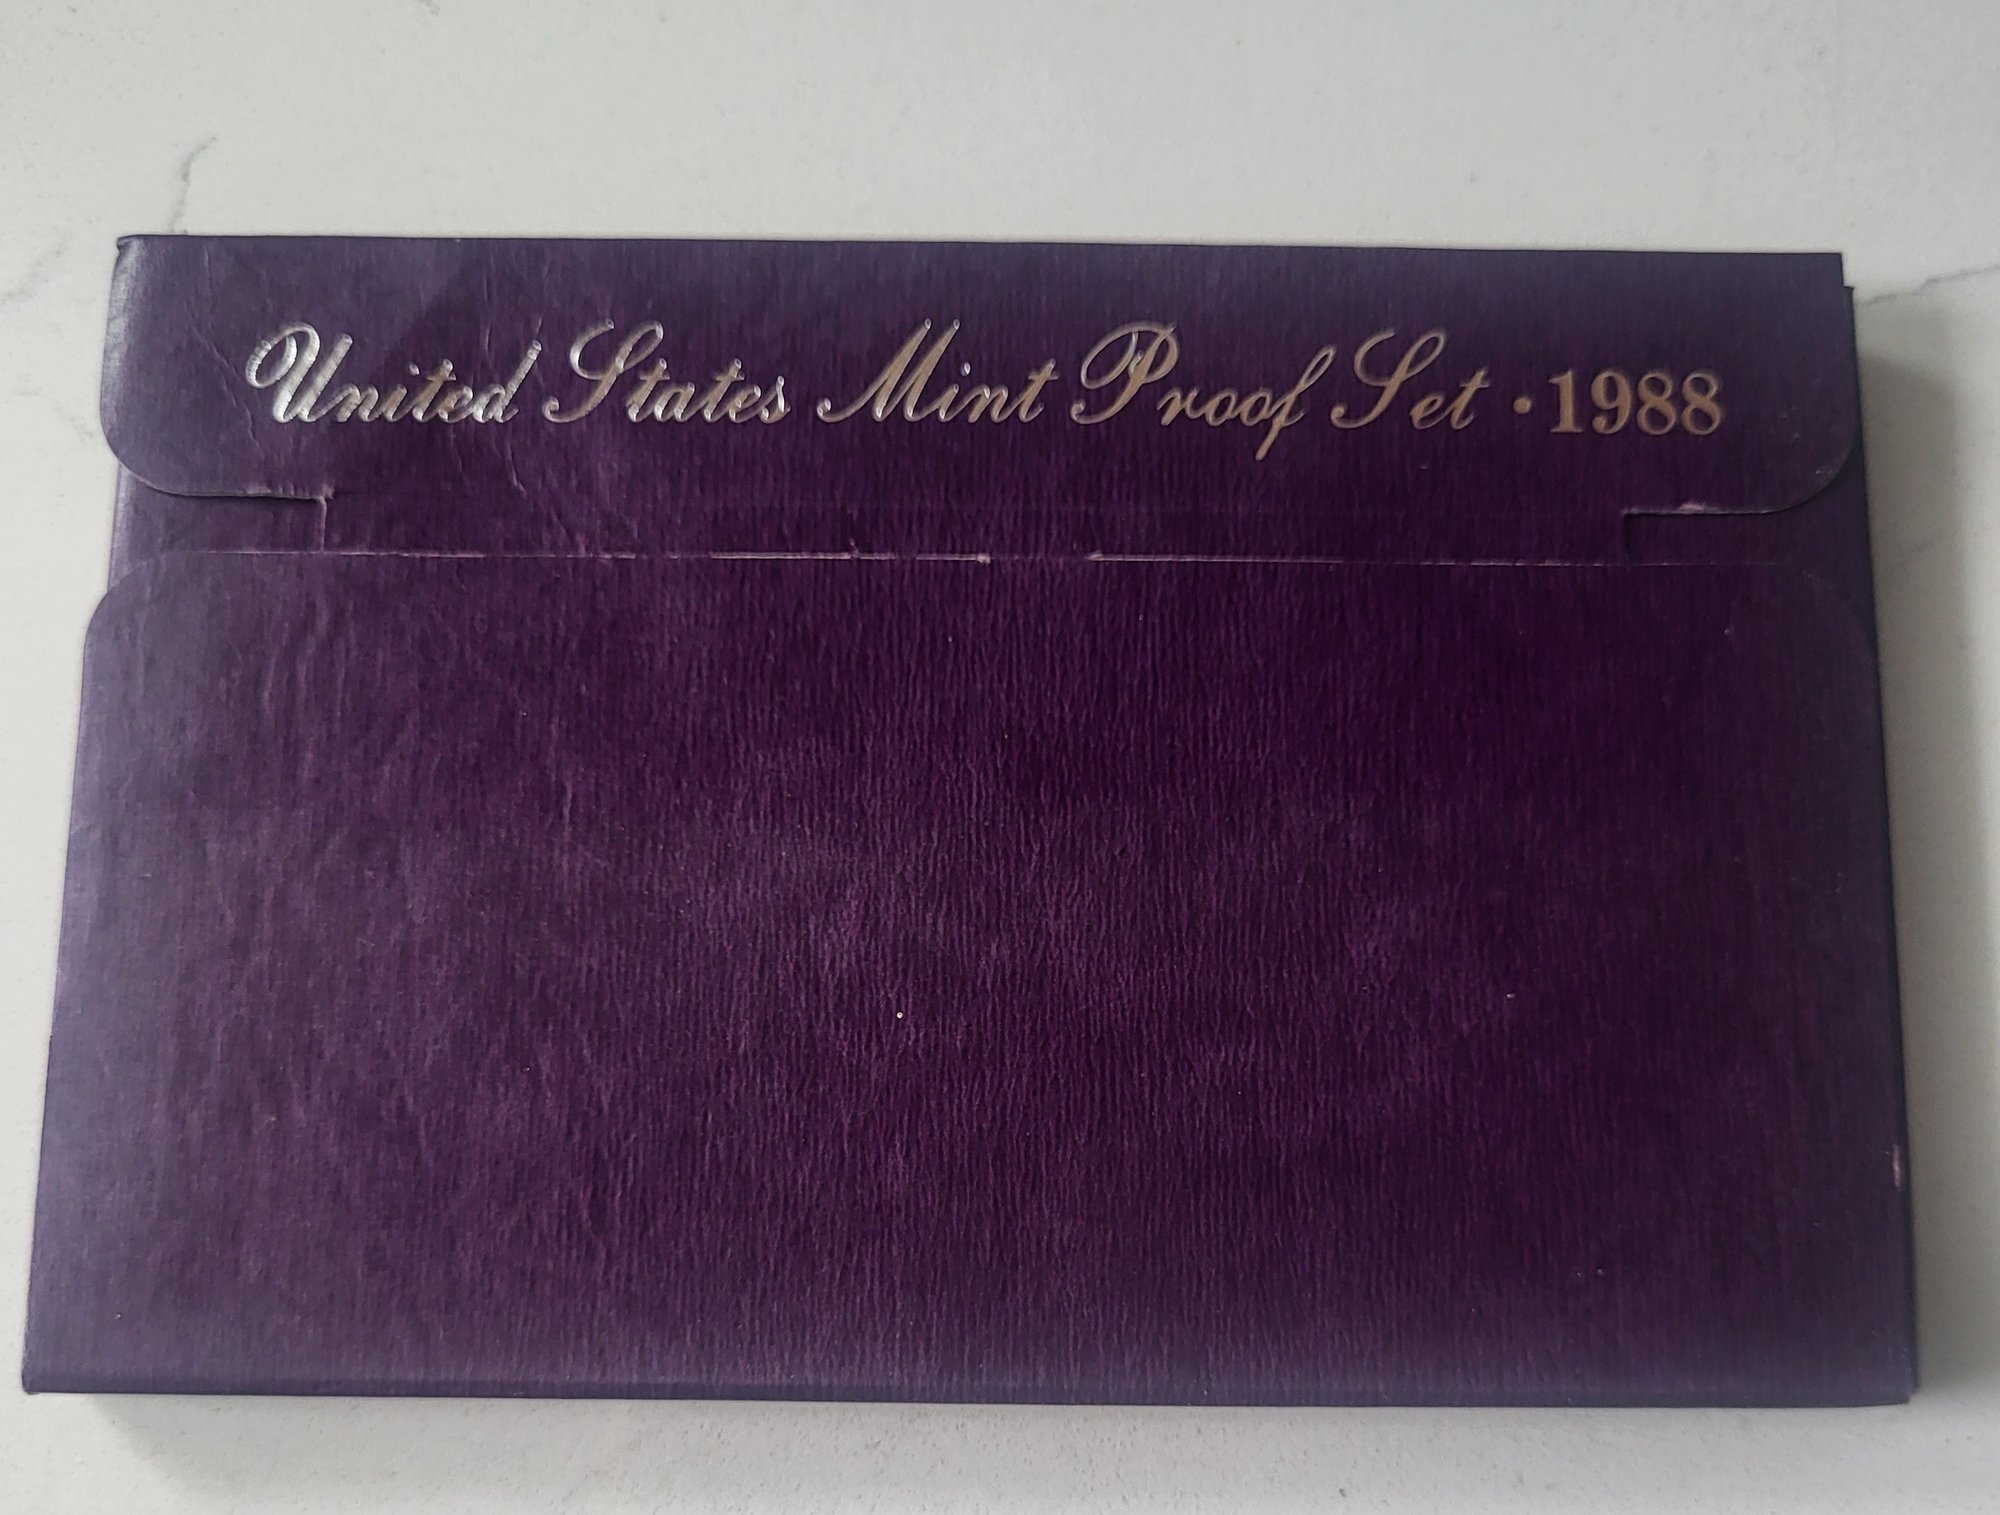 United States Mint Proof Set · 1988